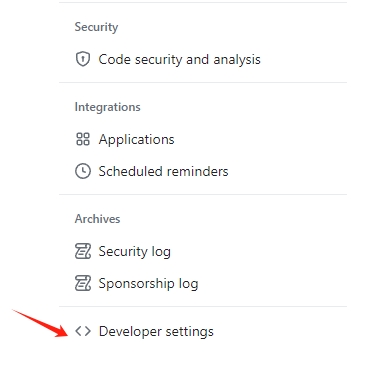 Security
Code security and analysis
Integrations
Applications
Scheduled reminders
Archives
Security log
Sponsorship log
Developer settings